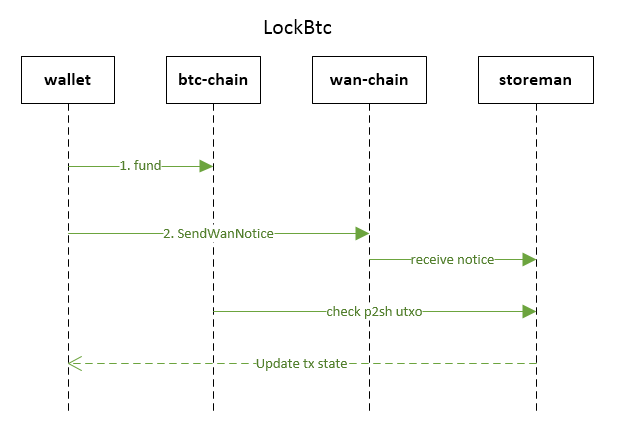 LockBtc
wallet
btc-chain
wan-chain
storeman
1. fund
2. SendWanNotice
receive notice
check p2sh utxo
Update tx state